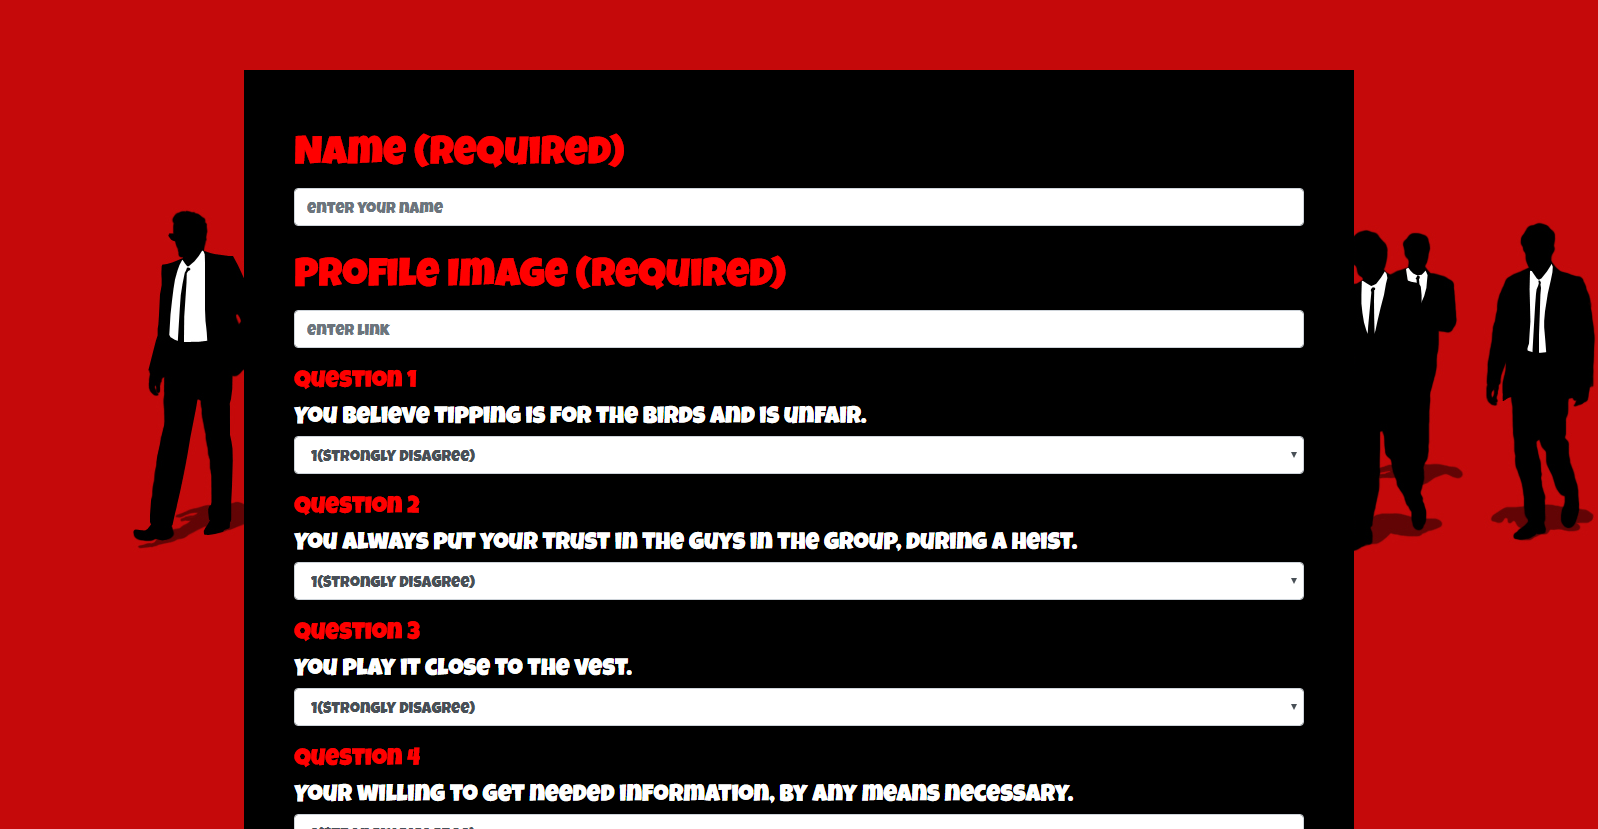 Name (Required)
enter your name
Profile Image (Required)
enter link
Question 1
You believe tipping is for the birds and is unfair.
1(Strongly Disagree)
Question 2
You always put your trust in the guys in the group, during a heist.
1(Strongly Disagree)
Question 3
You play it close to the vest.
1(Strongly Disagree)
Question 4
Your willing to get needed information, by any means necessary.